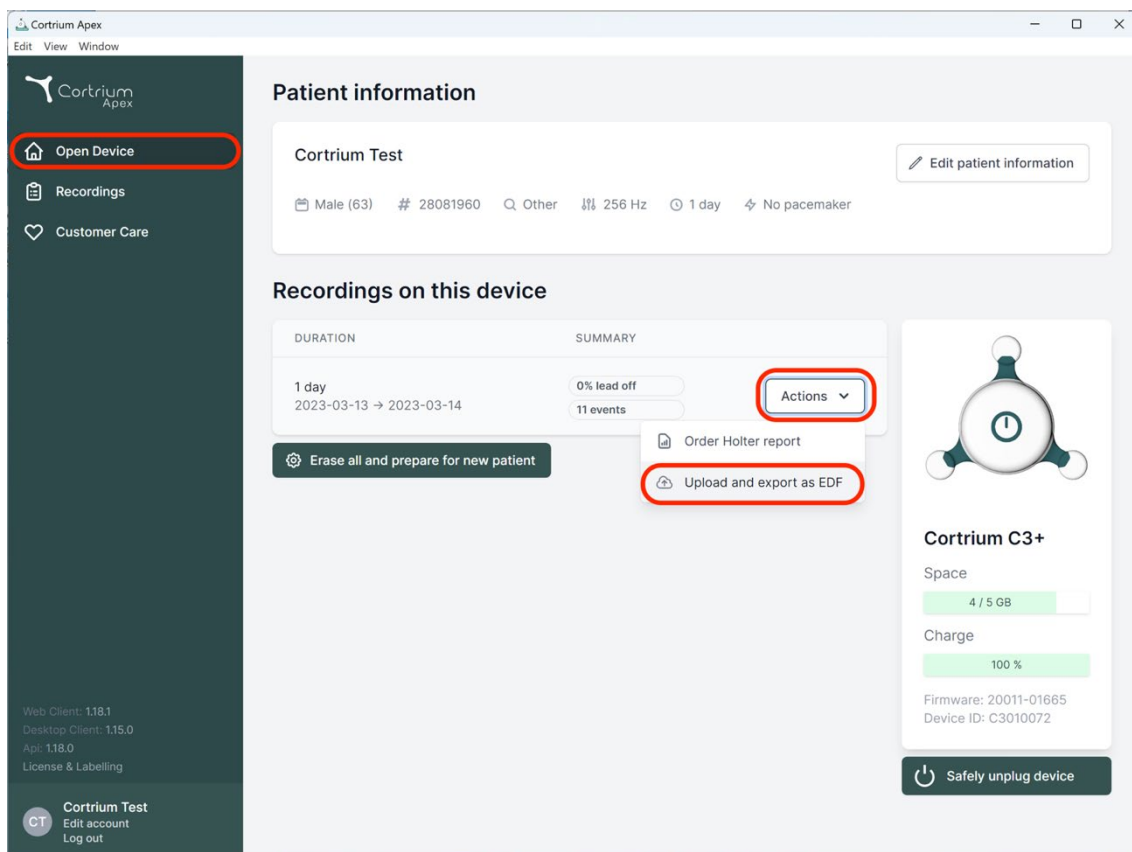 Cortrium Apex
Edit View Window
Cortrium
Apex
Open Device
Recordings
Customer Care
Patient information
Cortrium Test
Edit patient information
Male (63) # 28081960 Other 256 Hz 1 day No pacemaker
Recordings on this device
DURATION SUMMARY
1 day
2023-03-13 → 2023-03-14
0% lead off
11 events
Actions
Order Holter report
Upload and export as EDF
Erase all and prepare for new patient
Cortrium C3+
Space
4 / 5 GB
Charge
100 %
Firmware: 20011-01665
Device ID: C3010072
Safely unplug device
Web Client: 1.18.1
Desktop Client: 1.15.0
Api: 1.18.0
License & Labelling
CT
Cortrium Test
Edit account
Log out